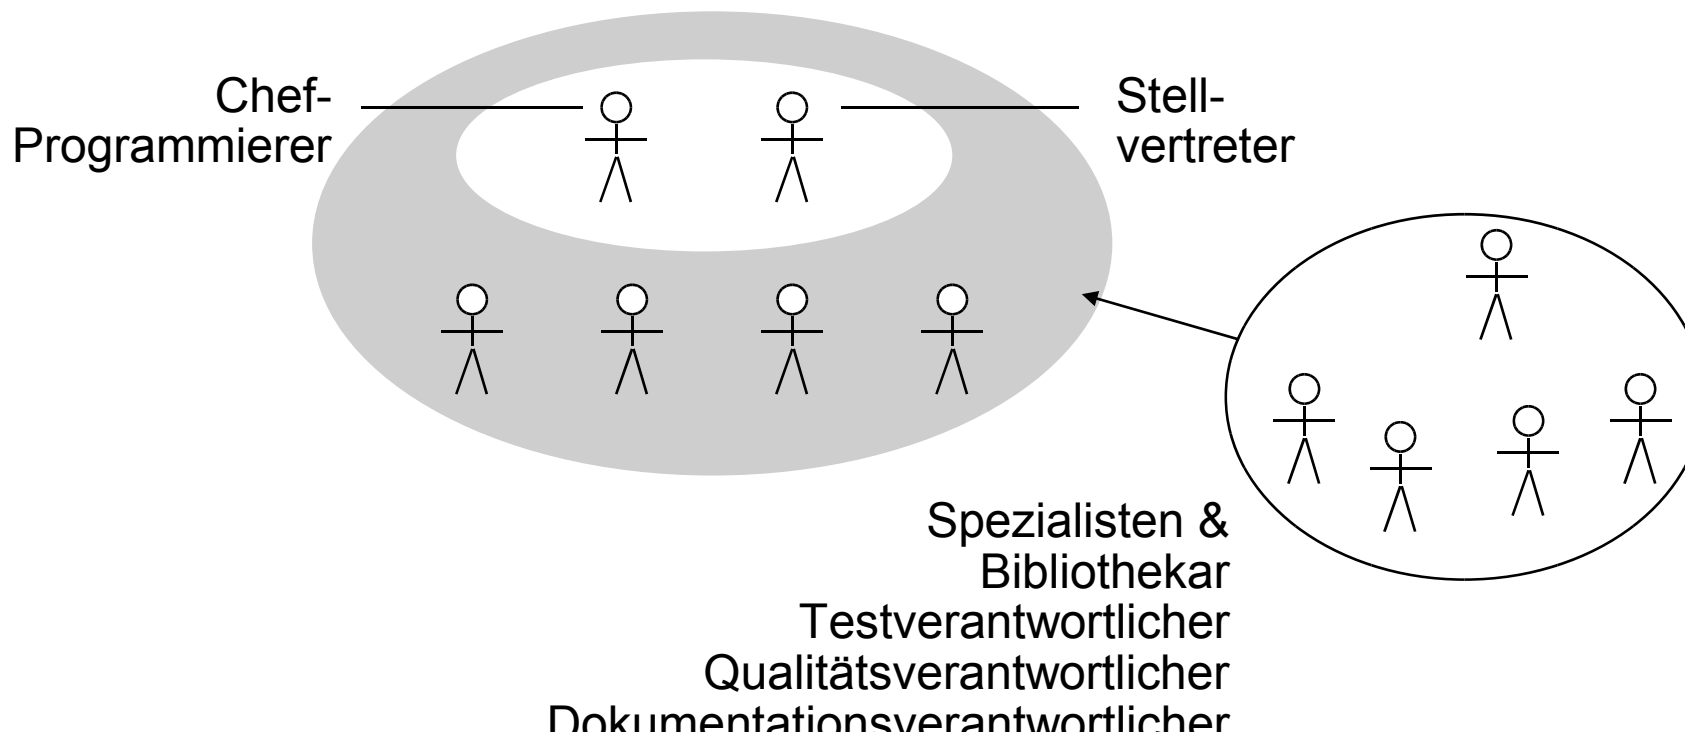 Chef-
Programmierer
Stell-
vertreter
Spezialisten &
Bibliothekar
Testverantwortlicher
Qualitätsverantwortlicher
Dokumentationsverantwortlicher